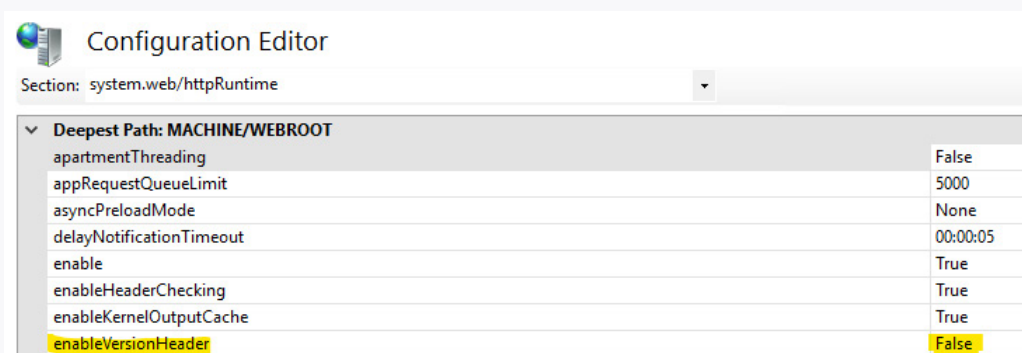 Configuration Editor
Section: system.web/httpRuntime
Deepest Path: MACHINE/WEBROOT
apartmentThreading False
appRequestQueueLimit 5000
asyncPreloadMode None
delayNotificationTimeout 00:00:05
enable True
enableHeaderChecking True
enableKernelOutputCache True
enableVersionHeader False